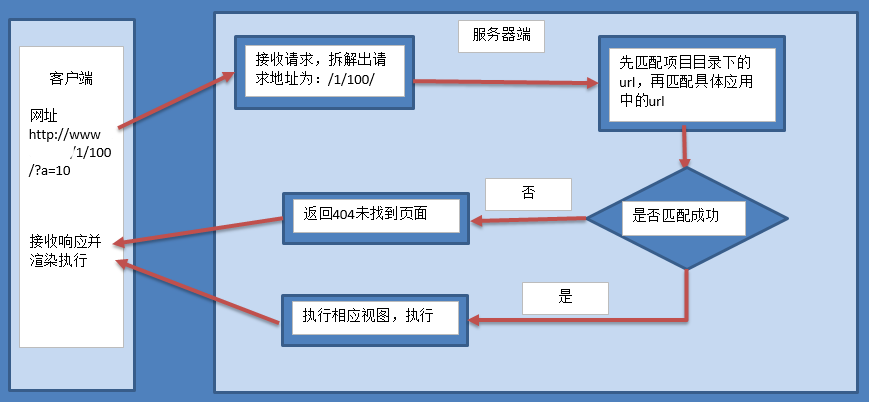 客户端
网址
http://www
/1/100
/?a=10
接收响应并
渲染执行
服务器端
接收请求，拆解出请
求地址为：/1/100/
先匹配项目目录下的
url，再匹配具体应用
中的url
是否匹配成功
否
返回404未找到页面
是
执行相应视图，执行